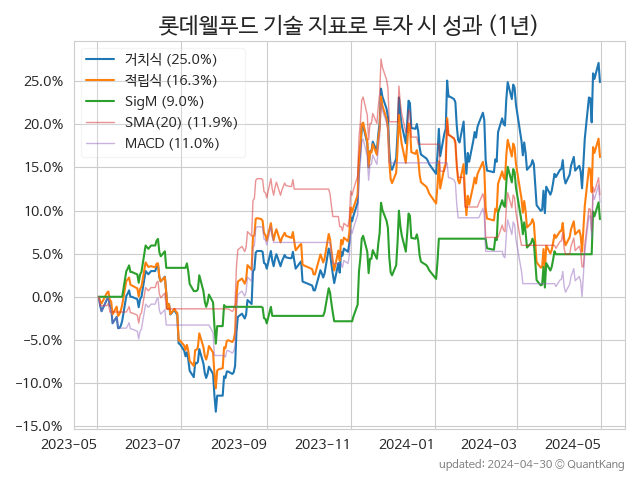 롯데웰푸드 기술 지표로 투자 시 성과 (1년)
거치식 (25.0%)
적립식 (16.3%)
SigM (9.0%)
SMA(20) (11.9%)
MACD (11.0%)
25.0%
20.0%
15.0%
10.0%
5.0%
0.0%
−5.0%
−10.0%
−15.0%
2023−05 2023−07 2023−09 2023−11 2024−01 2024−03 2024−05
updated: 2024-04-30 © QuantKang